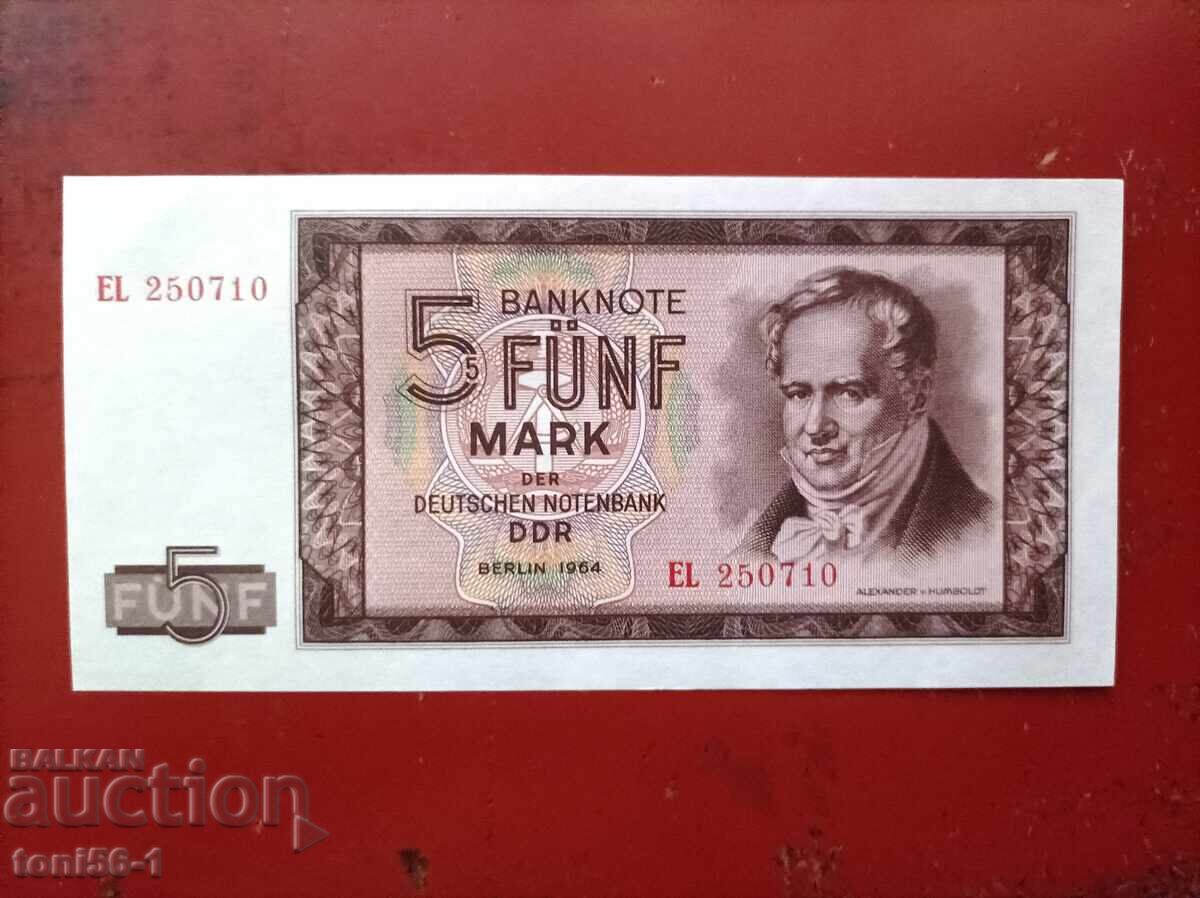 EL 250710
5 BANKNOTE
5 FÜNF
MARK
DER
DEUTSCHEN NOTENBANK
DDR
BERLIN 1964
EL 250710
ALEXANDER v. HUMBOLDT
5
FÜNF
BALKAN
auction
toni56-1